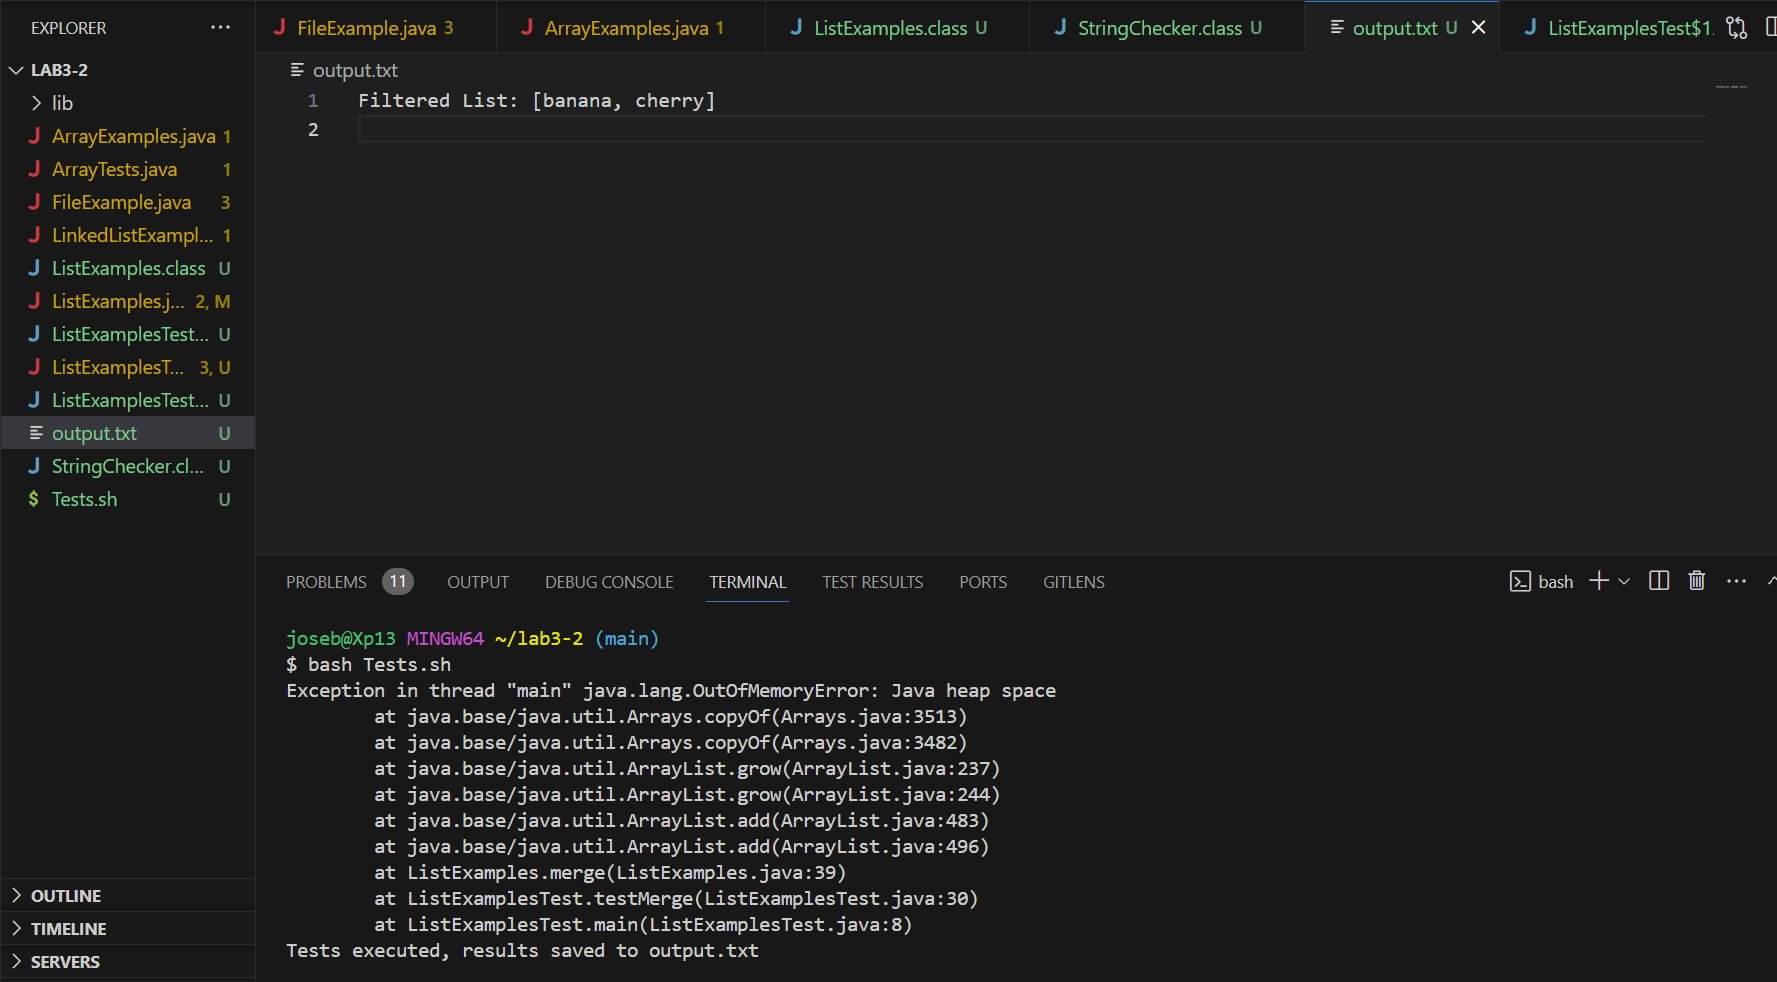 EXPLORER ···
LAB3-2
lib
ArrayExamples.java 1
ArrayTests.java 1
FileExample.java 3
LinkedListExampl... 1
ListExamples.class U
ListExamples.j... 2, M
ListExamplesTest... U
ListExamplesT... 3, U
ListExamplesTest... U
output.txt U
StringChecker.cl... U
$ Tests.sh U
OUTLINE
TIMELINE
SERVERS
FileExample.java 3 ArrayExamples.java 1 ListExamples.class U StringChecker.class U output.txt U ListExamplesTest$1.
output.txt
1 Filtered List: [banana, cherry]
2
PROBLEMS 11 OUTPUT DEBUG CONSOLE TERMINAL TEST RESULTS PORTS GITLENS bash
joseb@Xp13 MINGW64 ~/lab3-2 (main)
$ bash Tests.sh
Exception in thread "main" java.lang.OutOfMemoryError: Java heap space
at java.base/java.util.Arrays.copyOf(Arrays.java:3513)
at java.base/java.util.Arrays.copyOf(Arrays.java:3482)
at java.base/java.util.ArrayList.grow(ArrayList.java:237)
at java.base/java.util.ArrayList.grow(ArrayList.java:244)
at java.base/java.util.ArrayList.add(ArrayList.java:483)
at java.base/java.util.ArrayList.add(ArrayList.java:496)
at ListExamples.merge(ListExamples.java:39)
at ListExamplesTest.testMerge(ListExamplesTest.java:30)
at ListExamplesTest.main(ListExamplesTest.java:8)
Tests executed, results saved to output.txt